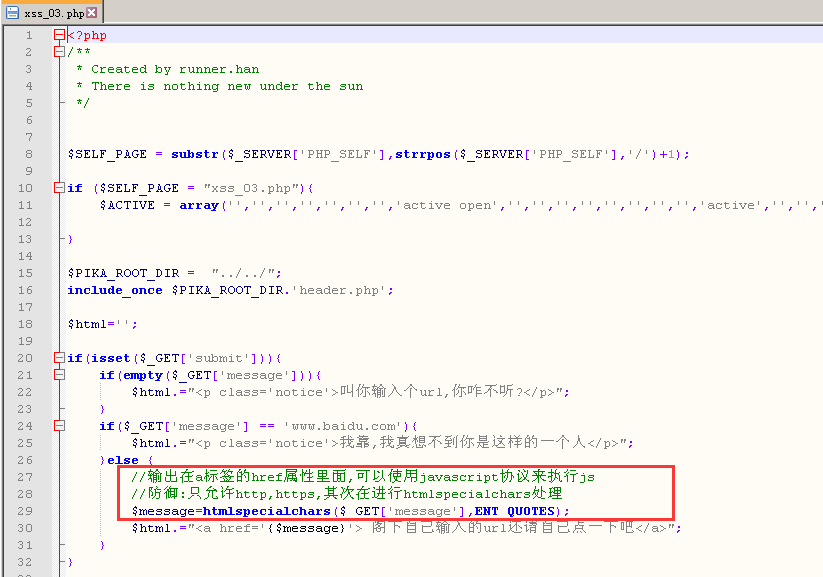 xss_03.php
1 <?php
2 /**
3 * Created by runner.han
4 * There is nothing new under the sun
5 */
6
7
8 $SELF_PAGE = substr($_SERVER['PHP_SELF'],strrpos($_SERVER['PHP_SELF'],'/')+1);
9
10 if ($SELF_PAGE = "xss_03.php"){
11 $ACTIVE = array('','','','','','','','active open','','','','','','','','active','','','
12
13 }
14
15 $PIKA_ROOT_DIR = "../../";
16 include_once $PIKA_ROOT_DIR.'header.php';
17
18 $html='';
19
20 if(isset($_GET['submit'])){
21 if(empty($_GET['message'])){
22 $html.="<p class='notice'>叫你输入个url,你咋不听?</p>";
23 }
24 if($_GET['message'] == 'www.baidu.com'){
25 $html.="<p class='notice'>我靠,我真想不到你是这样的一个人</p>";
26 }else {
27 //输出在a标签的href属性里面,可以使用javascript协议来执行js
28 //防御:只允许http,https,其次在进行htmlspecialchars处理
29 $message=htmlspecialchars($_GET['message'],ENT_QUOTES);
30 $html.="<a href='{$message}'> 阁下自己输入的url还请自己点一下吧</a>";
31 }
32 }